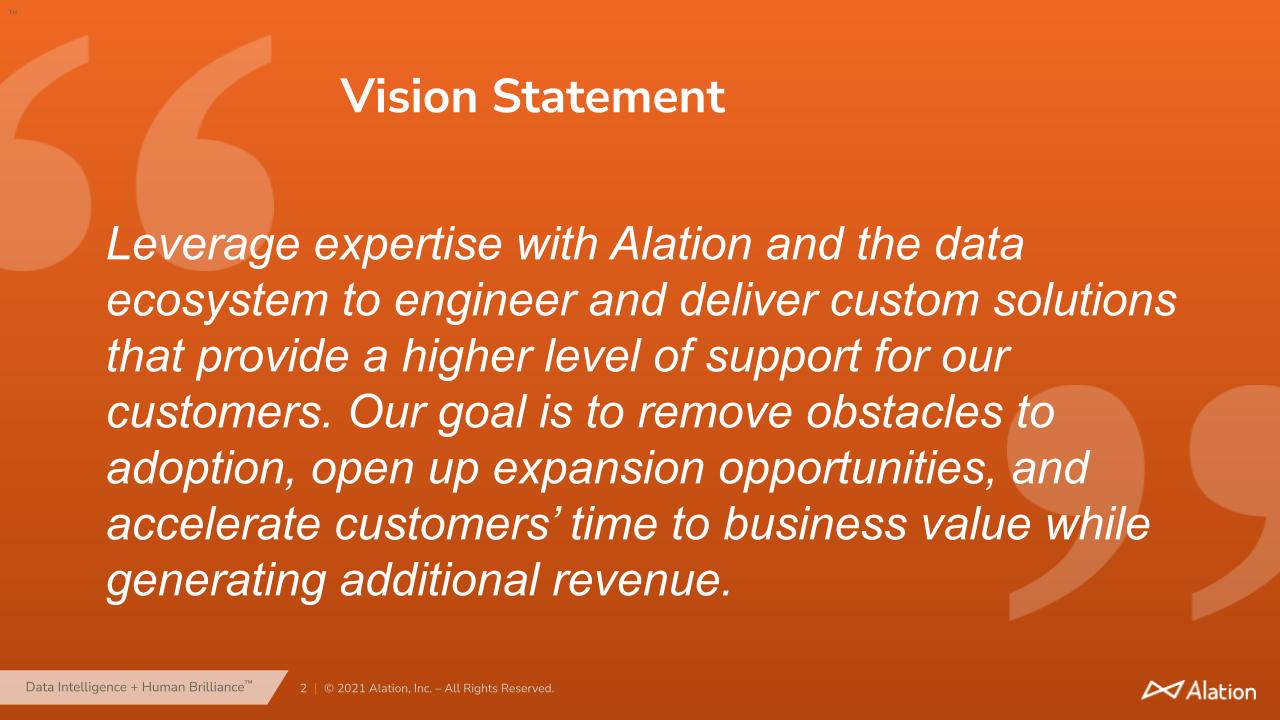 ™
Vision Statement
Leverage expertise with Alation and the data
ecosystem to engineer and deliver custom solutions
that provide a higher level of support for our
customers. Our goal is to remove obstacles to
adoption, open up expansion opportunities, and
accelerate customers’ time to business value while
generating additional revenue.
Data Intelligence + Human Brilliance™
2 | © 2021 Alation, Inc. – All Rights Reserved.
Alation